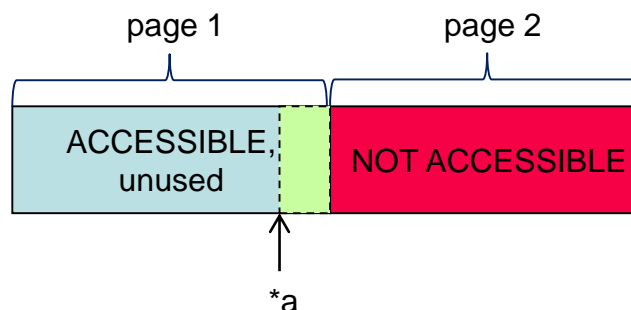 page 1
page 2
ACCESSIBLE,
unused
NOT ACCESSIBLE
*a